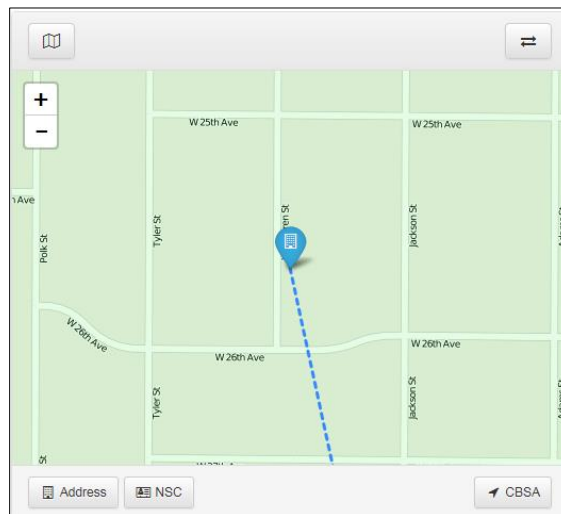 +
−
W 25th Ave
W 25th Ave
Ave
Polk St
Tyler St
Jackson St
W 26th Ave
W 26th Ave
W 26th Ave
Tyler St
Jackson St
St
Address
NSC
CBSA